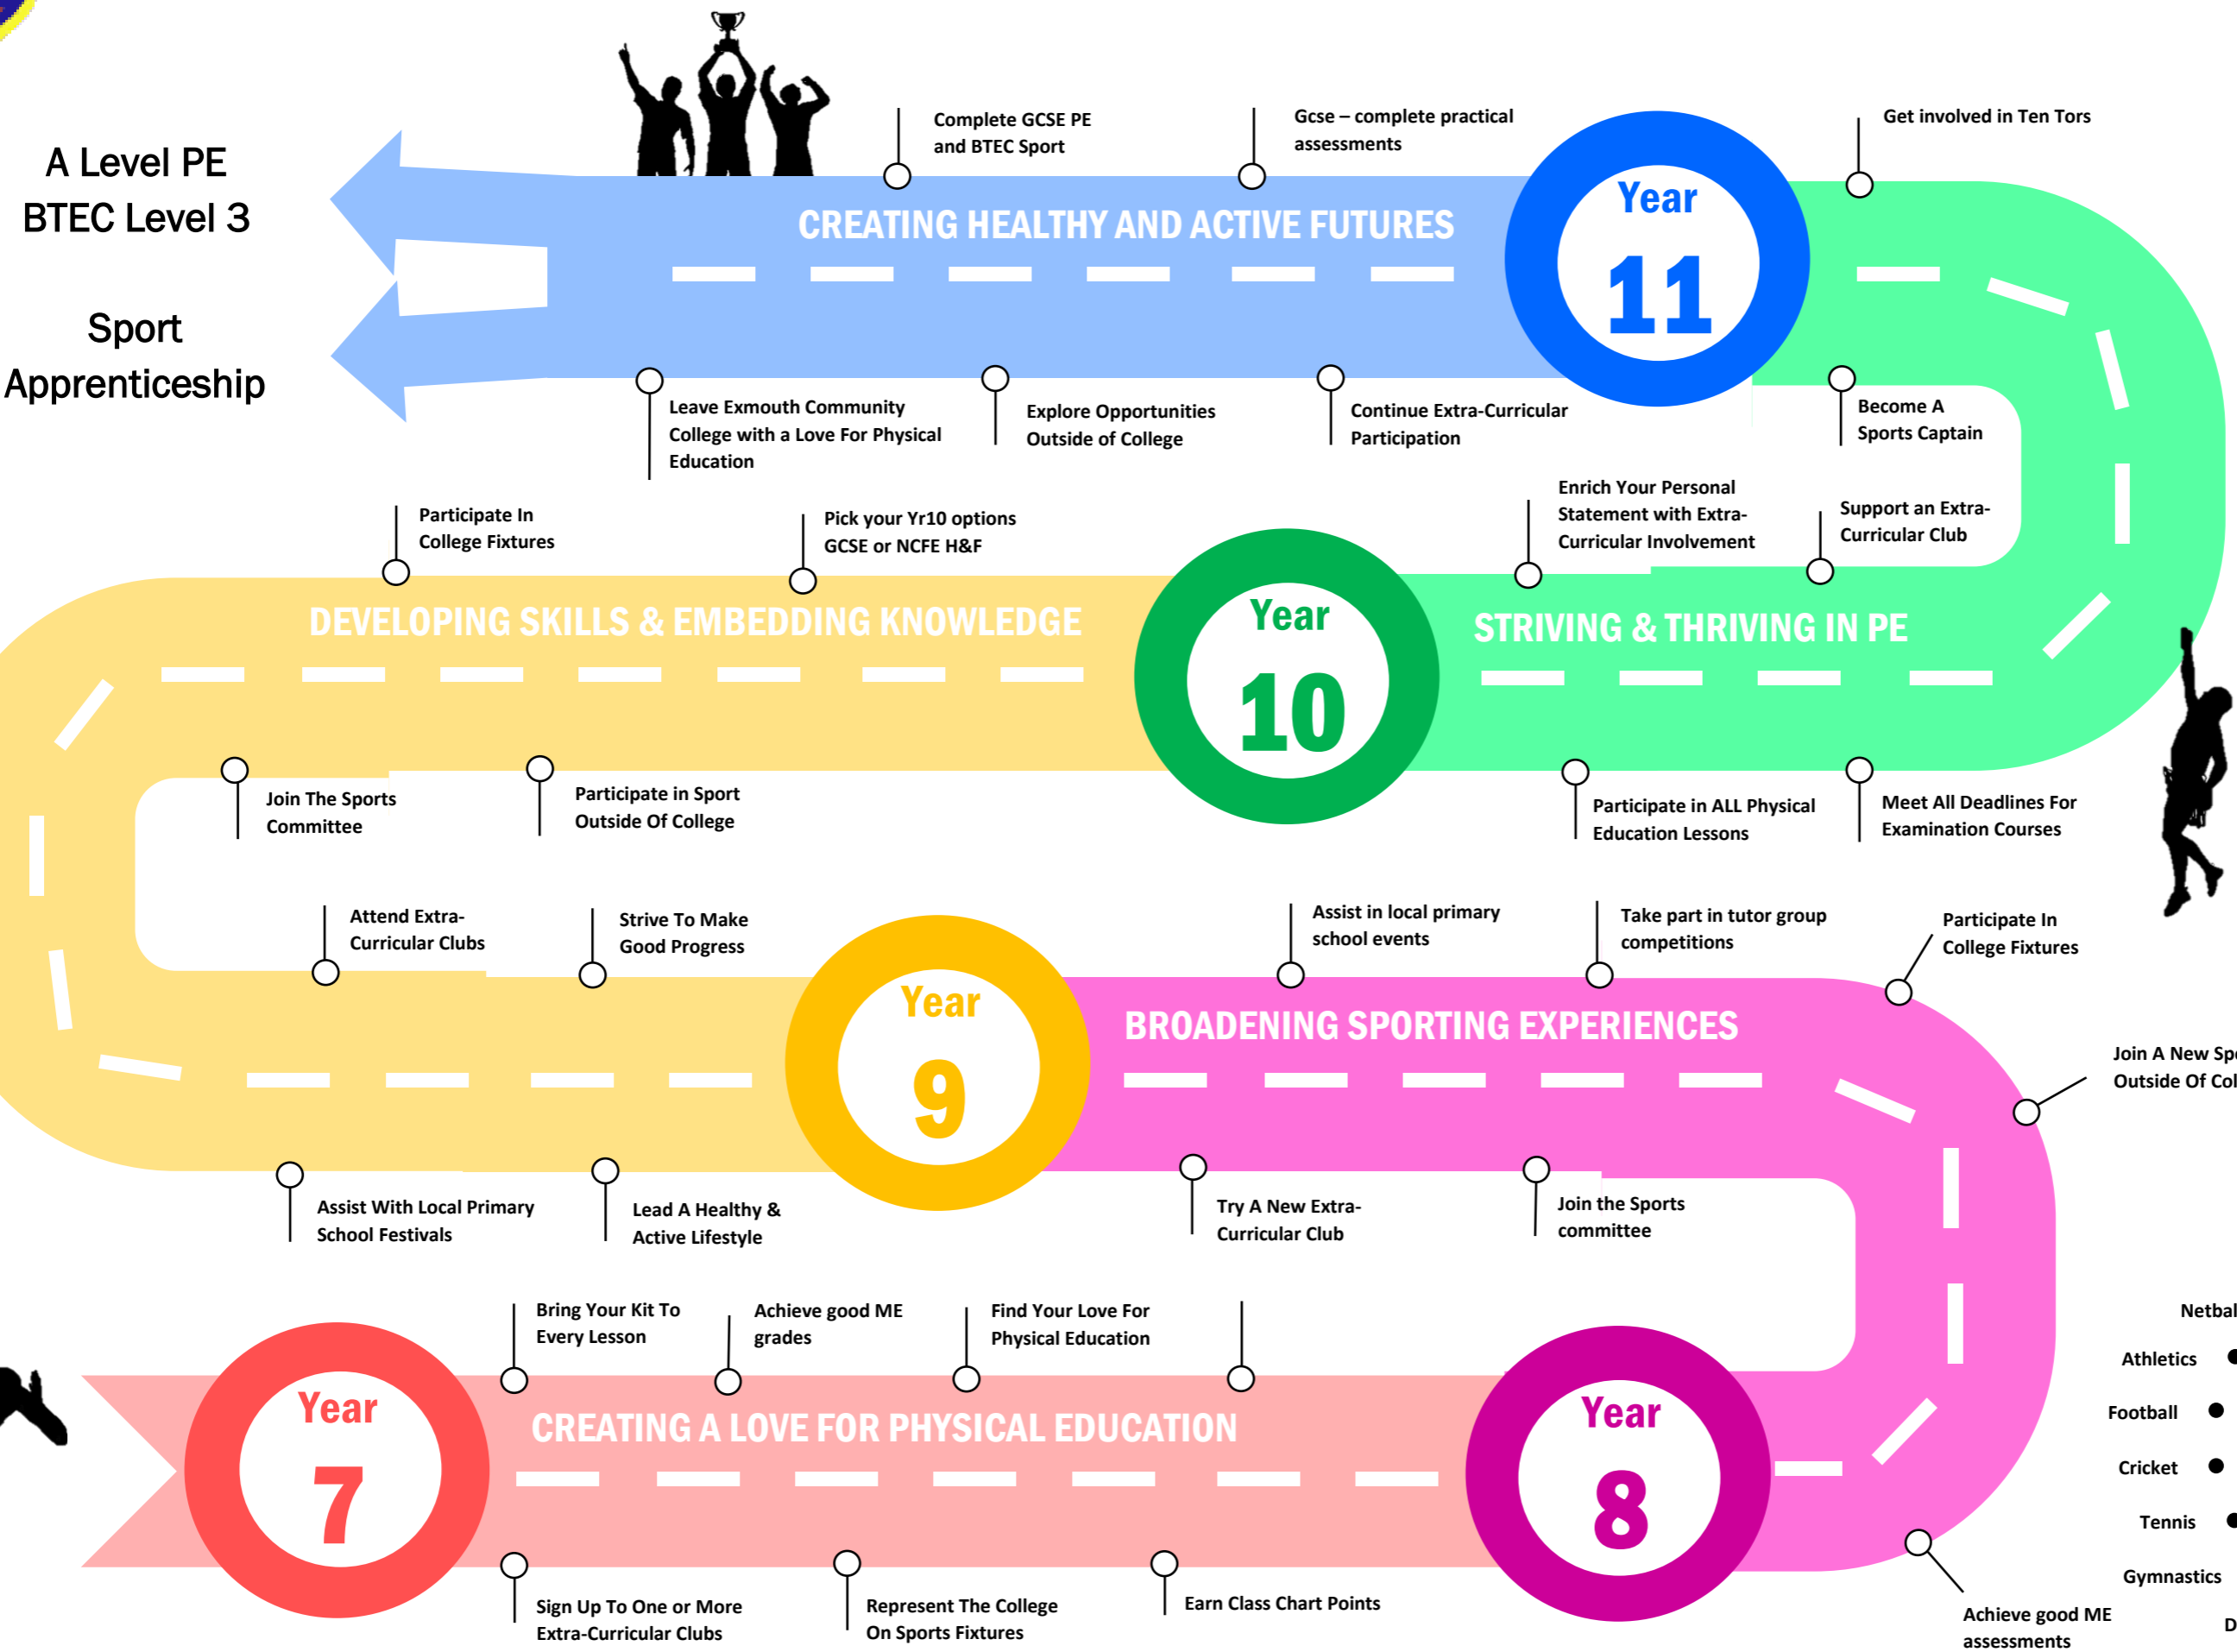 A Level PE
BTEC Level 3
Sport
Apprenticeship
Complete GCSE PE
and BTEC Sport
Gcse – complete practical
assessments
Get involved in Ten Tors
CREATING HEALTHY AND ACTIVE FUTURES
Year
11
Leave Exmouth Community
College with a Love For Physical
Education
Explore Opportunities
Outside of College
Continue Extra-Curricular
Participation
Become A
Sports Captain
Participate In
College Fixtures
Pick your Yr10 options
GCSE or NCFE H&F
Enrich Your Personal
Statement with Extra-
Curricular Involvement
Support an Extra-
Curricular Club
DEVELOPING SKILLS & EMBEDDING KNOWLEDGE
Year
10
STRIVING & THRIVING IN PE
Join The Sports
Committee
Participate in Sport
Outside Of College
Participate in ALL Physical
Education Lessons
Meet All Deadlines For
Examination Courses
Attend Extra-
Curricular Clubs
Strive To Make
Good Progress
Assist in local primary
school events
Take part in tutor group
competitions
Participate In
College Fixtures
Year
9
BROADENING SPORTING EXPERIENCES
Join A New
Outside Of
Assist With Local Primary
School Festivals
Lead A Healthy &
Active Lifestyle
Try A New Extra-
Curricular Club
Join the Sports
committee
Bring Your Kit To
Every Lesson
Achieve good ME
grades
Find Your Love For
Physical Education
Year
7
CREATING A LOVE FOR PHYSICAL EDUCATION
Year
8
Athletics
Football
Cricket
Tennis
Gymnastics
Sign Up To One or More
Extra-Curricular Clubs
Represent The College
On Sports Fixtures
Earn Class Chart Points
Achieve good ME
assessments